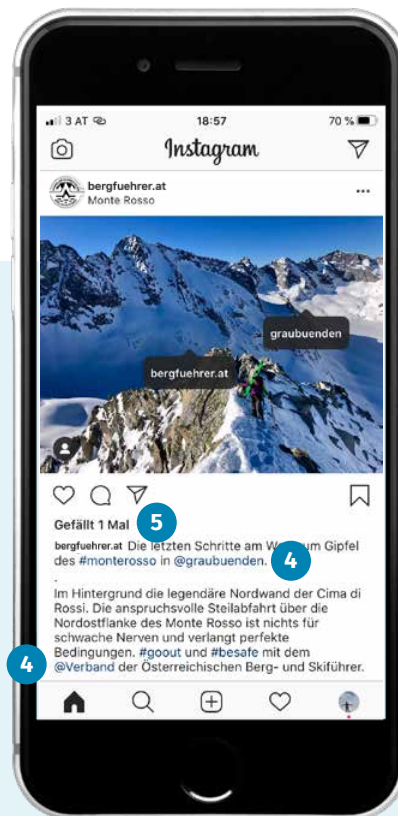 3 AT
18:57
70 %
Instagram
bergfuehrer.at
Monte Rosso
graubuenden
bergfuehrer.at
Gefällt 1 Mal
5
bergfuehrer.at Die letzten Schritte am Gipfel
des #monterosso in @graubuenden.
4
.
Im Hintergrund die legendäre Nordwand der Cima di
Rossi. Die anspruchsvolle Steilabfahrt über die
Nordostflanke des Monte Rosso ist nichts für
schwache Nerven und verlangt perfekte
Bedingungen. #goout und #besafe mit dem
4
@Verband der Österreichischen Berg- und Skiführer.